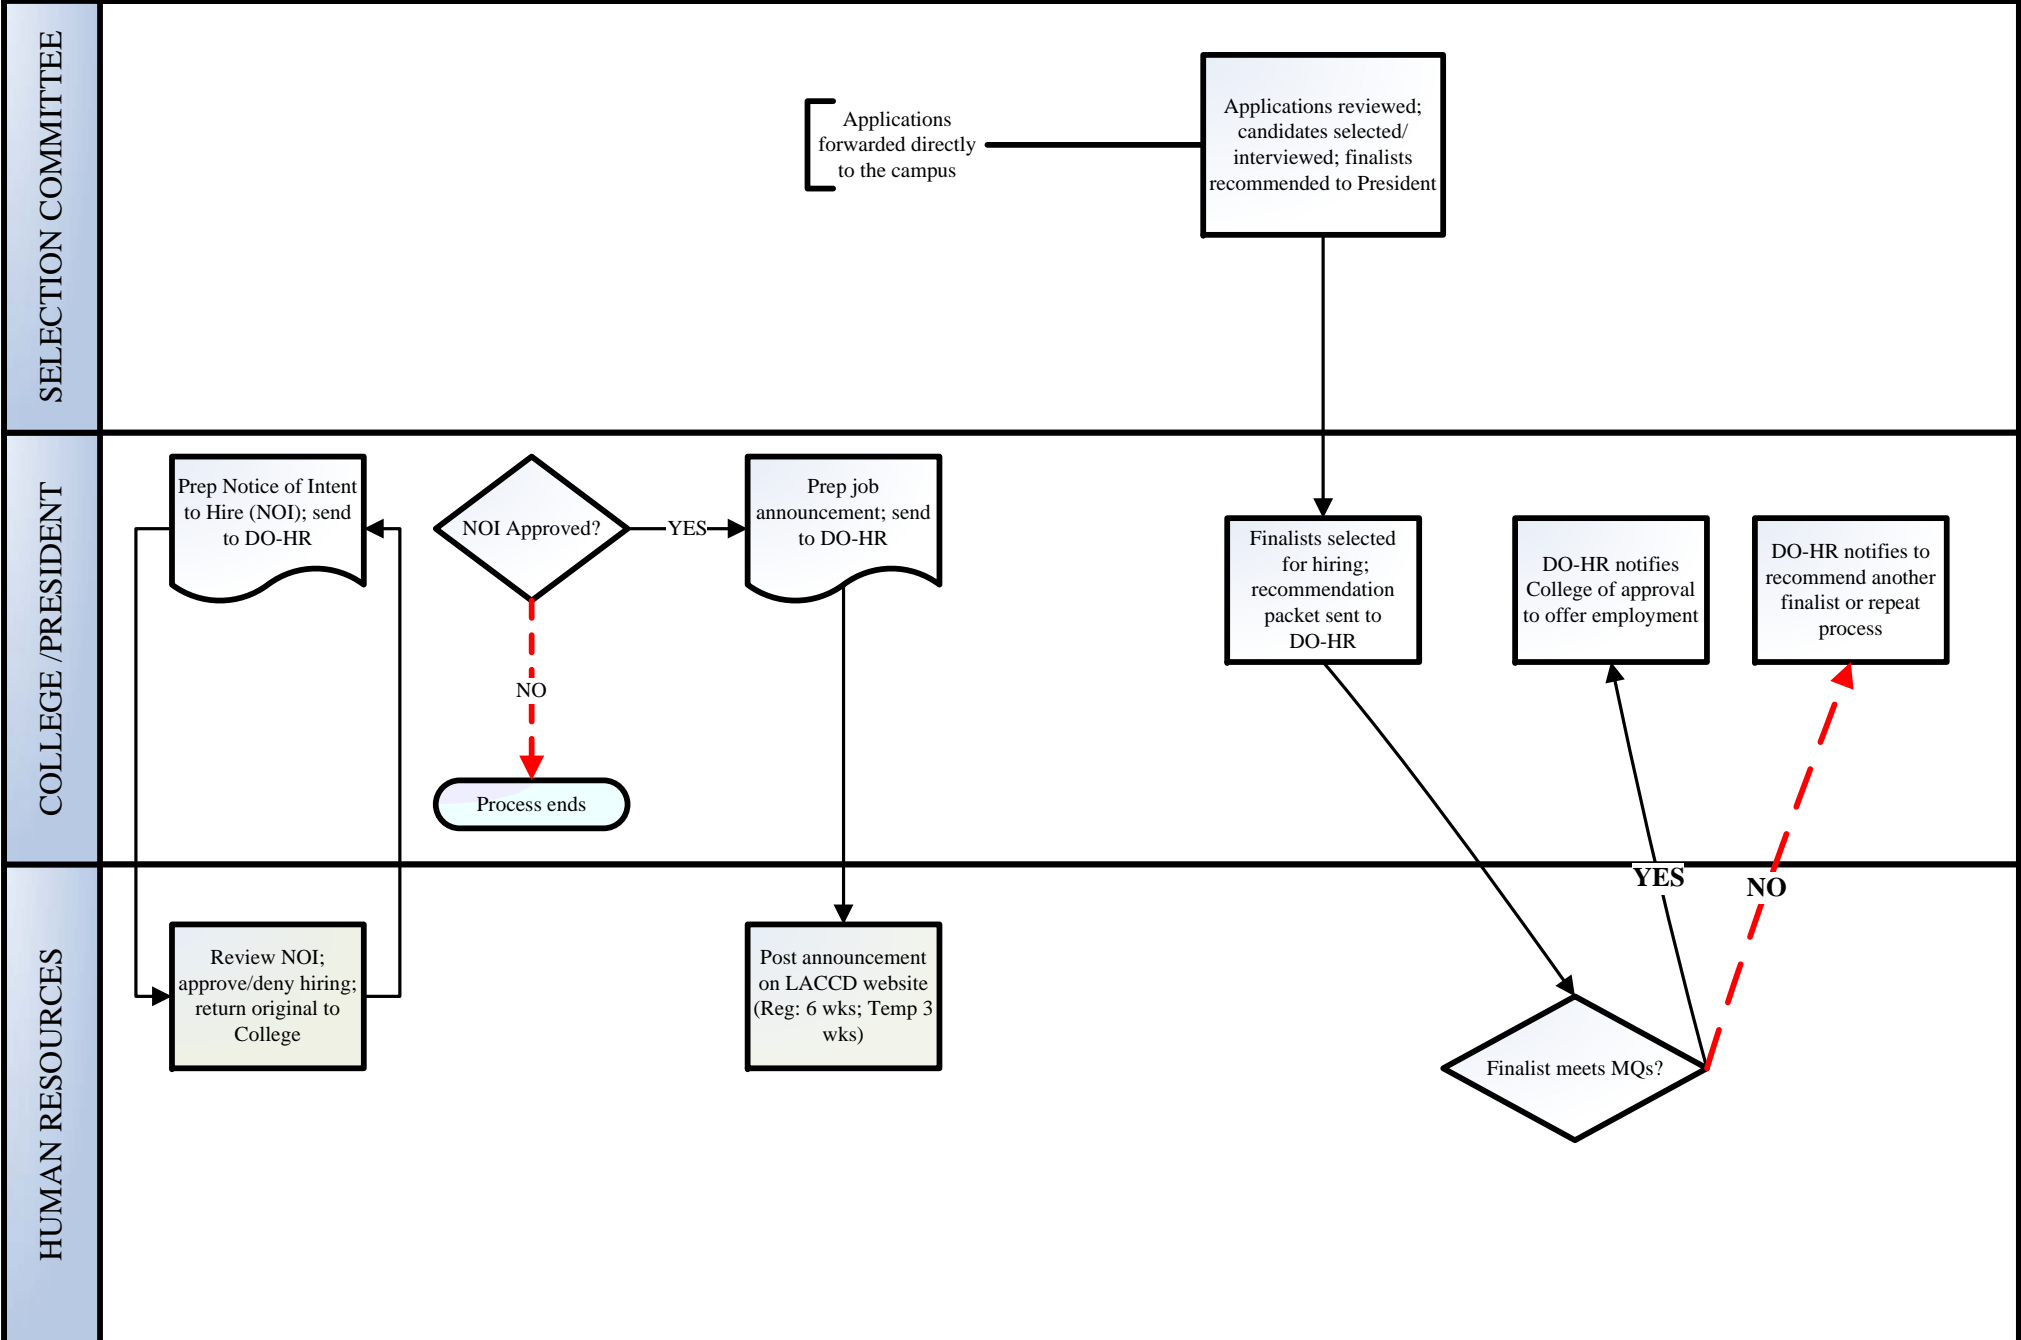 SELECTION COMMITTEE
Applications
forwarded directly
to the campus
Applications reviewed;
candidates selected/
interviewed; finalists
recommended to President
COLLEGE /PRESIDENT
Prep Notice of Intent
to Hire (NOI); send
to DO-HR
NOI Approved?
YES
NO
Process ends
Prep job
announcement; send
to DO-HR
Finalists selected
for hiring;
recommendation
packet sent to
DO-HR
DO-HR notifies
College of approval
to offer employment
DO-HR notifies to
recommend another
finalist or repeat
process
HUMAN RESOURCES
Review NOI;
approve/deny hiring;
return original to
College
Post announcement
on LACCD website
(Reg: 6 wks; Temp 3
wks)
Finalist meets MQs?
YES
NO